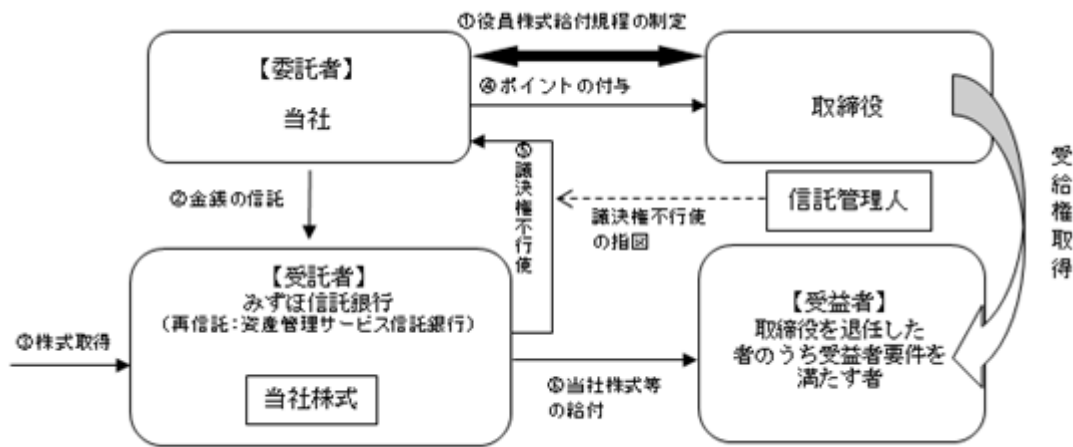 ①役員株式給付規程の制定
【委託者】
当社
④ポイントの付与
取締役
受給権取得
②金銭の信託
⑤議決権不行使
議決権不行使
の指図
信託管理人
【受託者】
みずほ信託銀行
(再信託:資産管理サービス信託銀行)
当社株式
③株式取得
⑥当社株式等
の給付
【受益者】
取締役を退任した
者のうち受益者要件を
満たす者